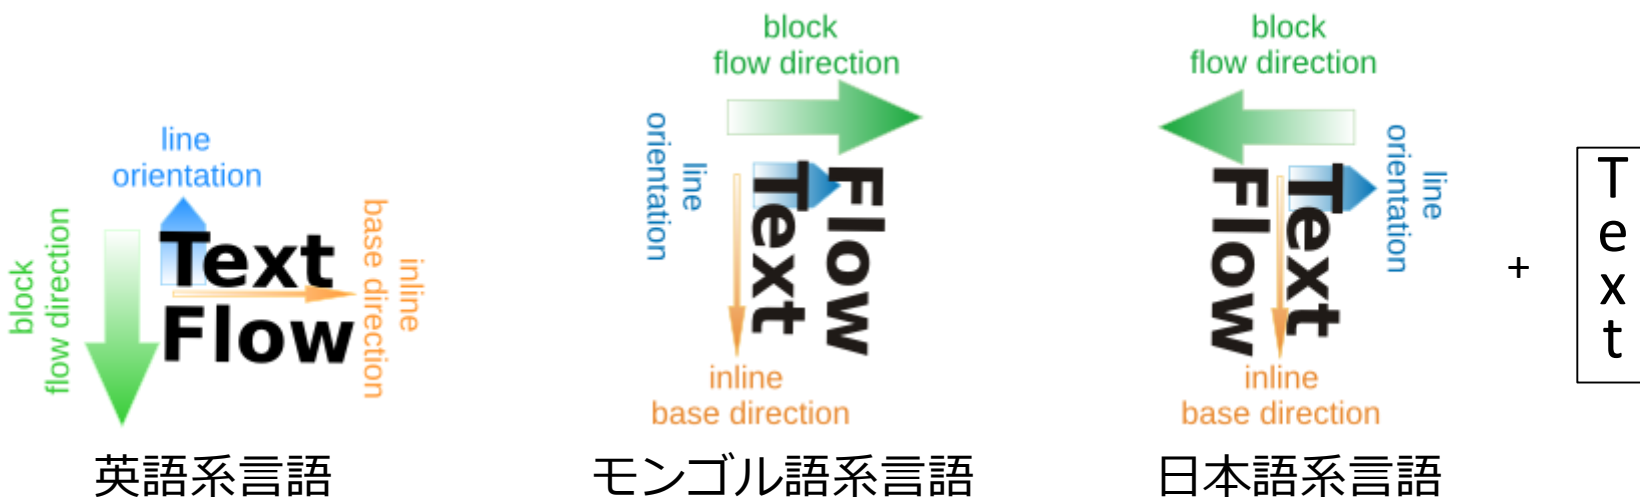 line
orientation
block
flow direction
Text
Flow
inline
base direction
英語系言語
block
flow direction
line
orientation
Text
Flow
inline
base direction
モンゴル語系言語
block
flow direction
line
orientation
Text
Flow
inline
base direction
日本語系言語
+
Text